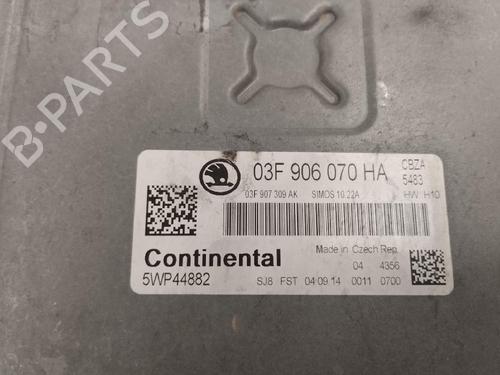 B-PARTS
03F 906 070 HA CBZA
5483
03F 907 309 AK SIMOS 10.22A HW H10
Continental Made in Czech Rep.
04 4356
5WP44882 SJ8 FST 04.09.14 0011 0700